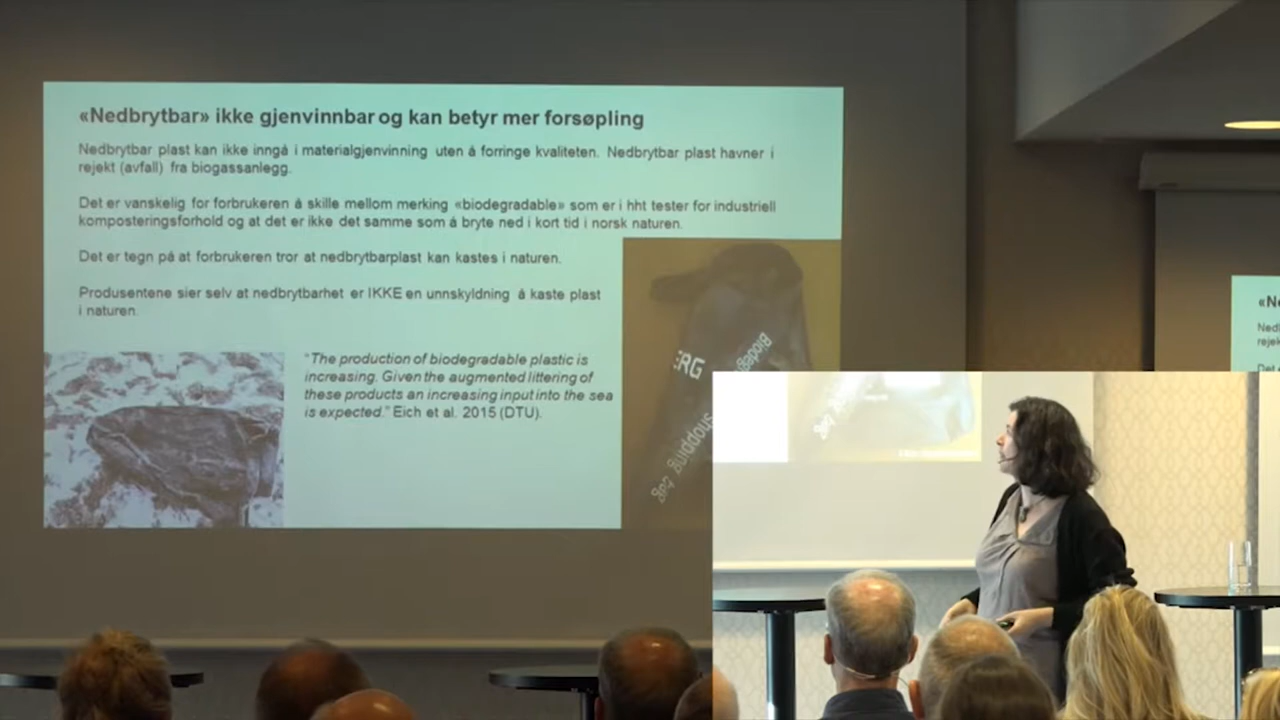 «Nedbrytbar» ikke gjenvinnbar og kan betyr mer forsøpling
Nedbrytbar plast kan ikke inngå i materialgjenvinning uten å forringe kvaliteten. Nedbrytbar plast havner i
rejekt (avfall) fra biogassanlegg.
Det er vanskelig for forbrukeren å skille mellom merking «biodegradable» som er i hht tester for industriell
komposteringsforhold og at det er ikke det samme som å bryte ned i kort tid i norsk naturen.
Det er tegn på at forbrukeren tror at nedbrytbarplast kan kastes i naturen.
Produsentene sier selv at nedbrytbarhet er IKKE en unnskyldning å kaste plast
i naturen.
"The production of biodegradable plastic is
increasing. Given the augmented littering of
these products an increasing input into the sea
is expected." Eich et al. 2015 (DTU).
Shopping
Bag
«Ne
Nedl
rejek